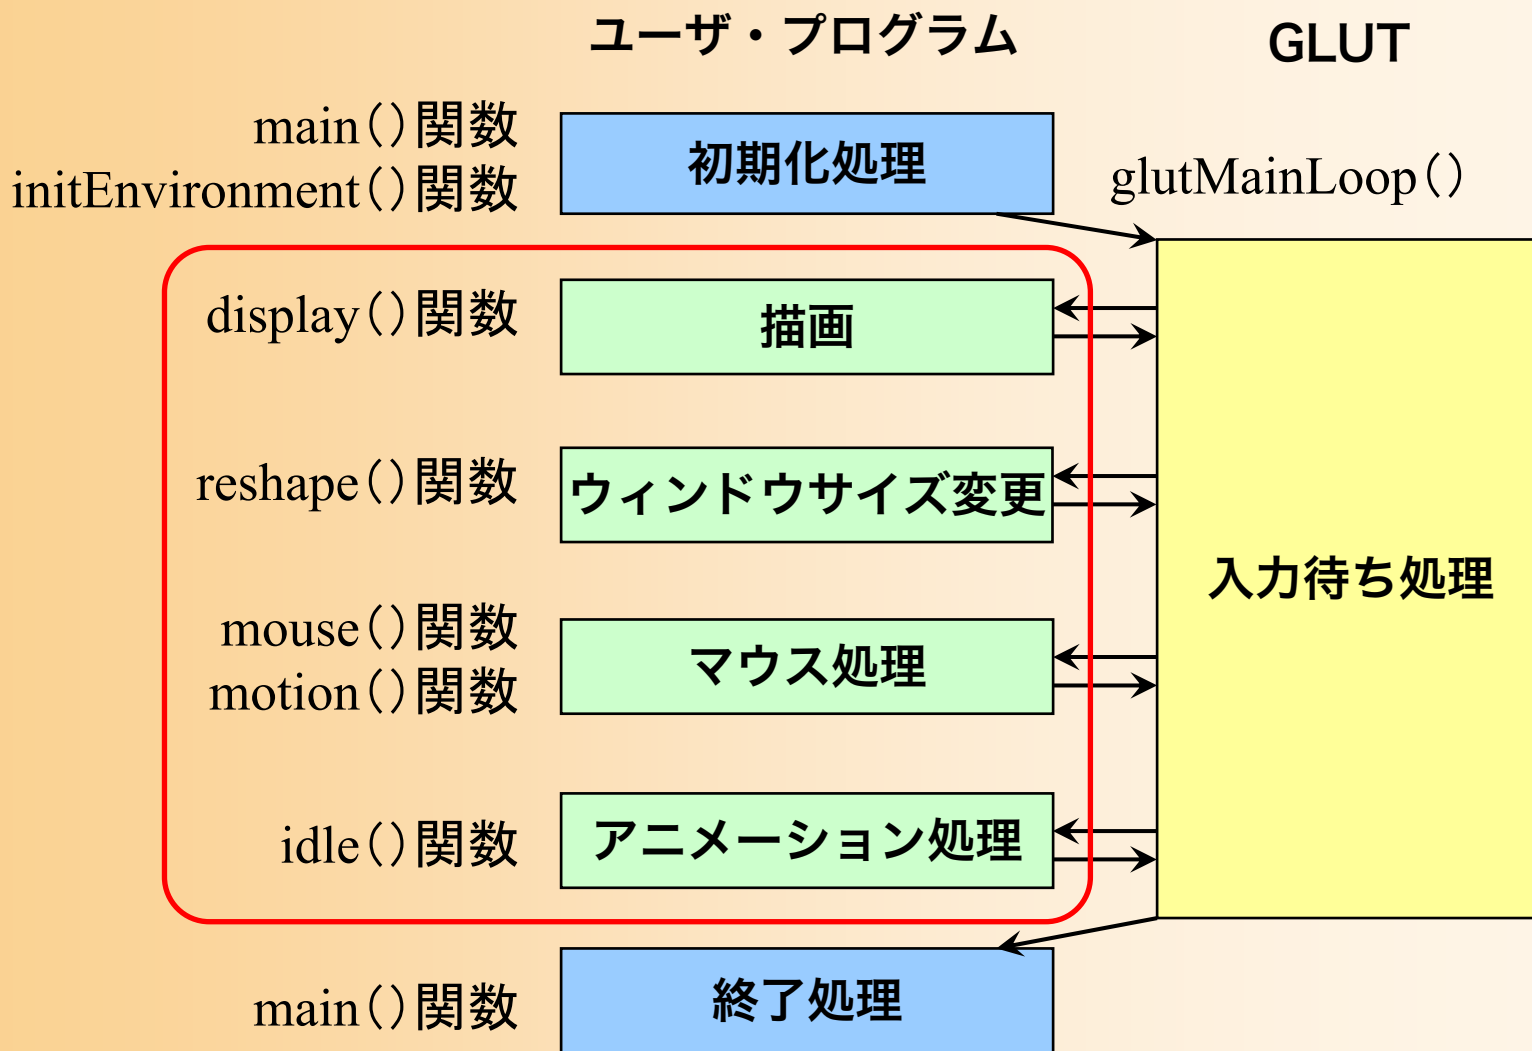 ユーザ・プログラム
GLUT
main()関数
initEnvironment()関数
初期化処理
glutMainLoop()
display()関数
描画
reshape()関数
ウィンドウサイズ変更
入力待ち処理
mouse()関数
motion()関数
マウス処理
idle()関数
アニメーション処理
main()関数
終了処理